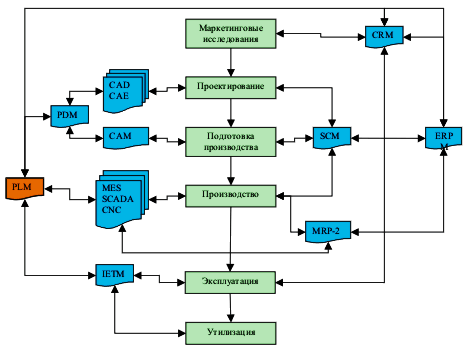 Маркетинговые
исследования
CRM
CAD
CAE
Проектирование
PDM
CAM
Подготовка
производства
SCM
ERP
M
PLM
MES
SCADA
CNC
Производство
MRP-2
IETM
Эксплуатация
Утилизация